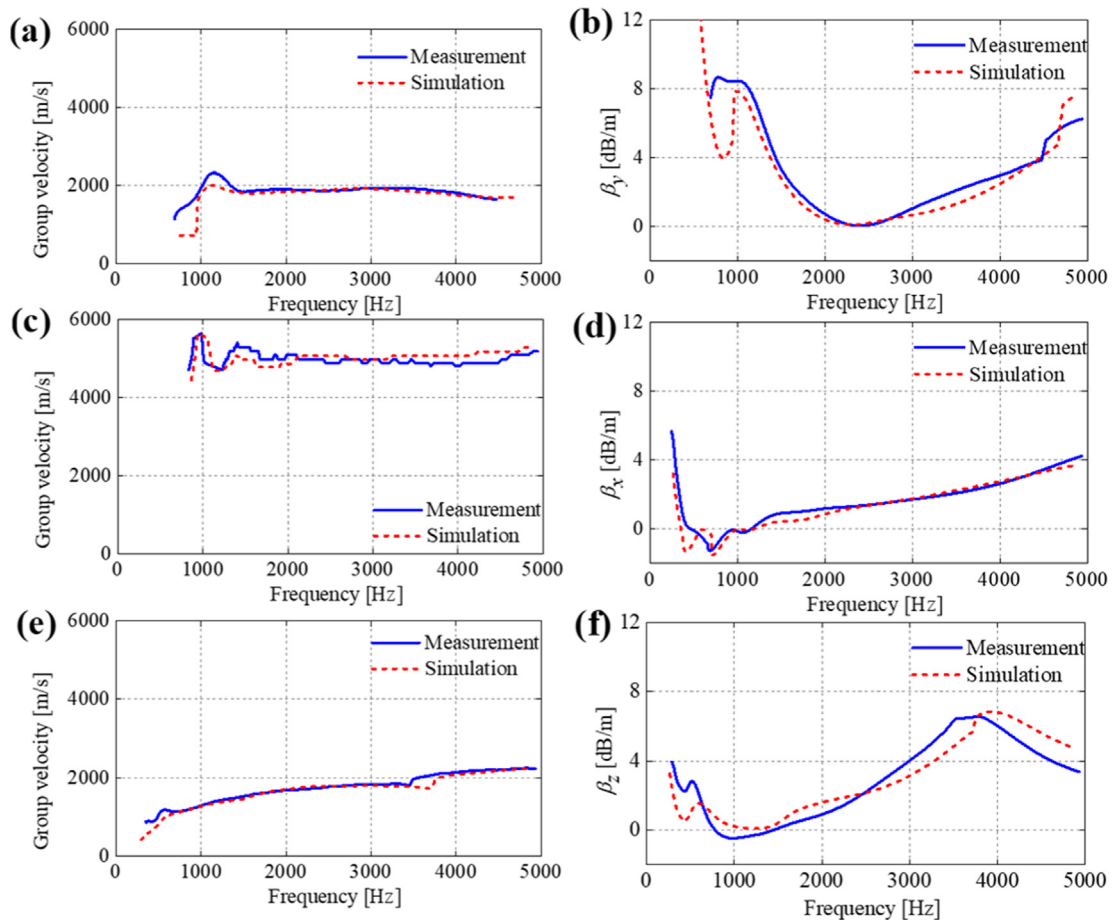 (a)
6000
4000
2000
0
Group velocity [m/s]
Measurement
Simulation
0 1000 2000 3000 4000 5000
Frequency [Hz]
(b)
12
8
4
0
βy [dB/m]
Measurement
Simulation
0 1000 2000 3000 4000 5000
Frequency [Hz]
(c)
6000
4000
2000
0
Group velocity [m/s]
Measurement
Simulation
0 1000 2000 3000 4000 5000
Frequency [Hz]
(d)
12
8
4
0
βx [dB/m]
Measurement
Simulation
0 1000 2000 3000 4000 5000
Frequency [Hz]
(e)
6000
4000
2000
0
Group velocity [m/s]
Measurement
Simulation
0 1000 2000 3000 4000 5000
Frequency [Hz]
(f)
12
8
4
0
βz [dB/m]
Measurement
Simulation
0 1000 2000 3000 4000 5000
Frequency [Hz]